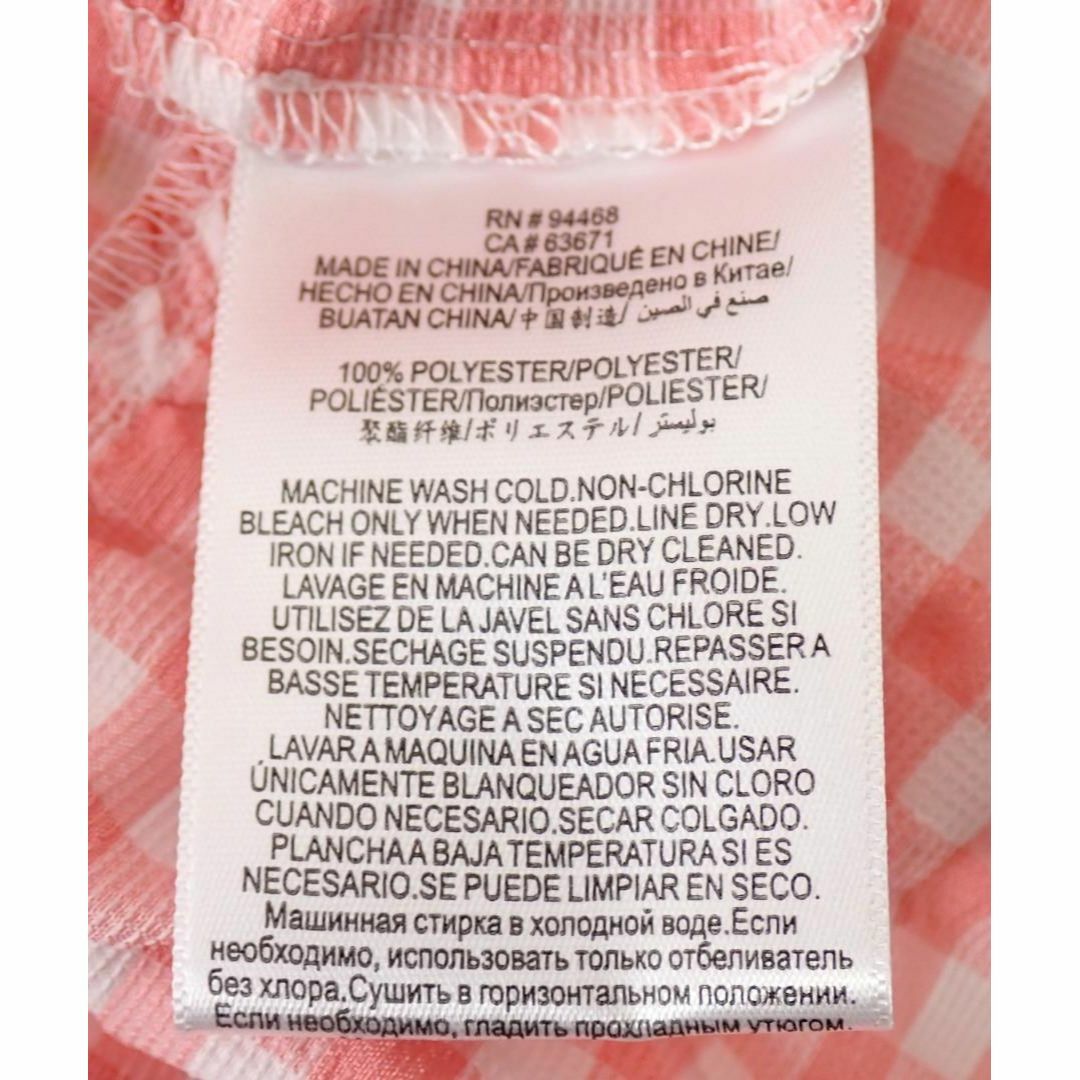 RN # 94468
CA # 63671
MADE IN CHINA/FABRIQUÉ EN CHINE/
HECHO EN CHINA/Произведено в Китае/
BUATAN CHINA/中国制造/ صنع في الصين
100% POLYESTER/POLYESTER/
POLIÉSTER/Полиэстер/POLIESTER/
聚酯纤维/ポリエステル/ بوليستر
MACHINE WASH COLD.NON-CHLORINE
BLEACH ONLY WHEN NEEDED.LINE DRY.LOW
IRON IF NEEDED.CAN BE DRY CLEANED.
LAVAGE EN MACHINE A L'EAU FROIDE.
UTILISEZ DE LA JAVEL SANS CHLORE SI
BESOIN.SECHAGE SUSPENDU.REPASSER A
BASSE TEMPERATURE SI NECESSAIRE.
NETTOYAGE A SEC AUTORISE.
LAVAR A MAQUINA EN AGUA FRIA.USAR
ÚNICAMENTE BLANQUEADOR SIN CLORO
CUANDO NECESARIO.SECAR COLGADO.
PLANCHA A BAJA TEMPERATURA SI ES
NECESARIO.SE PUEDE LIMPIAR EN SECO.
Машинная стирка в холодной воде.Если
необходимо, использовать только отбеливатель
без хлора.Сушить в горизонтальном положении.
Если необходимо, гладить прохладным утюгом.